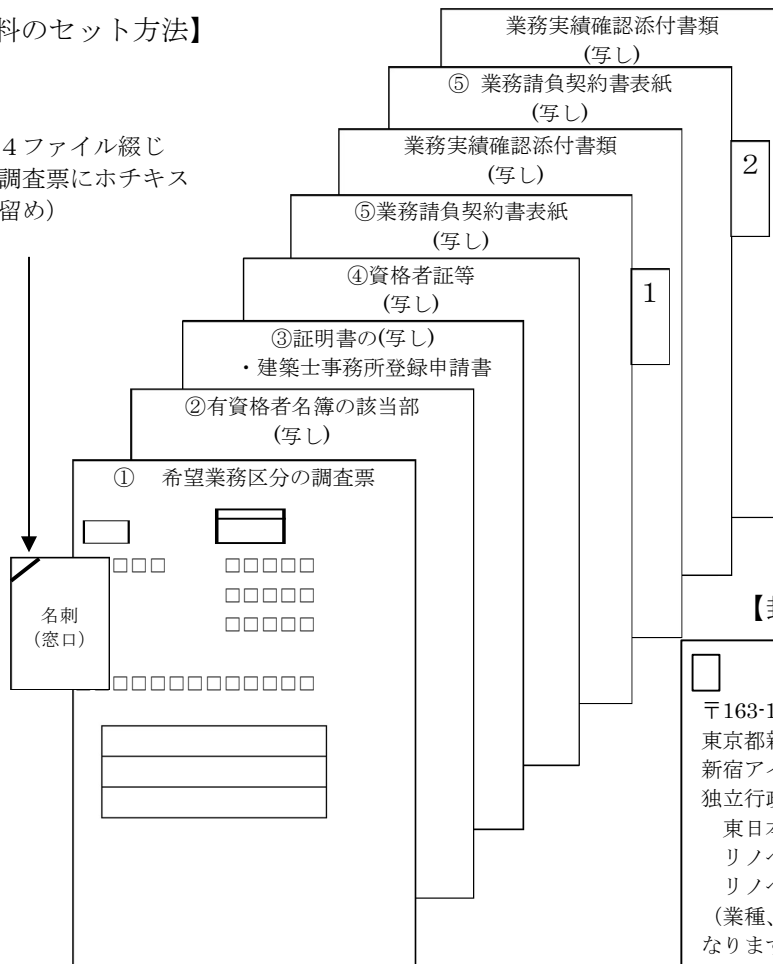 料のセット方法】
業務実績確認添付書類
(写し)
⑤ 業務請負契約書表紙
(写し)
4ファイル綴じ
調査票にホチキス
留め)
業務実績確認添付書類
(写し)
2
⑤業務請負契約書表紙
(写し)
④資格者証等
(写し)
1
③証明書の(写し)
・建築士事務所登録申請書
②有資格者名簿の該当部
(写し)
① 希望業務区分の調査票
□□□ □□□□□
□□□□□
□□□□□
名刺
(窓口)
□□□□□□□□□□□
〒163-1
東京都新
新宿アイ
独立行政
東日本
リノベ
リノベ
(業種、
なります